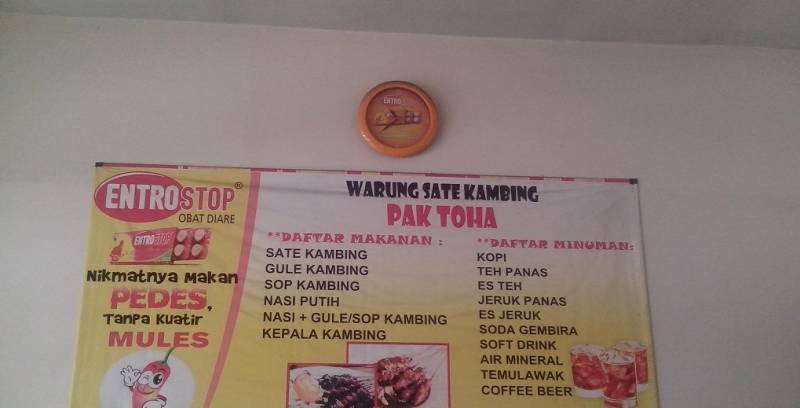 ENTRO
ENTROSTOP®
OBAT DIARE
ENTROSTOP
Nikmatnya Makan
PEDES,
Tanpa Kuatir
MULES
WARUNG SATE KAMBING
PAK TOHA
**DAFTAR MAKANAN :
SATE KAMBING
GULE KAMBING
SOP KAMBING
NASI PUTIH
NASI + GULE/SOP KAMBING
KEPALA KAMBING
**DAFTAR MINUMAN:
KOPI
TEH PANAS
ES TEH
JERUK PANAS
ES JERUK
SODA GEMBIRA
SOFT DRINK
AIR MINERAL
TEMULAWAK
COFFEE BEER